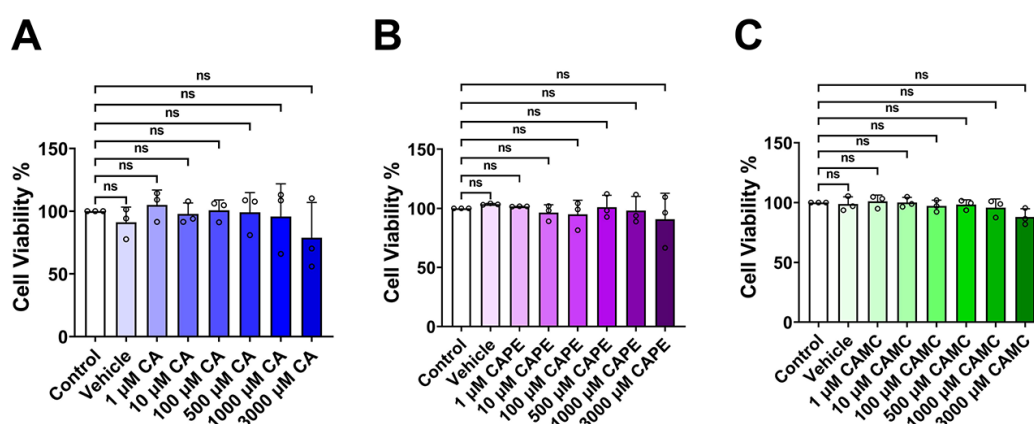 A
B
C
ns
ns
ns
ns
ns
ns
ns
Cell Viability %
150
100
50
0
Control
Vehicle
1 µM CA
10 µM CA
100 µM CA
500 µM CA
1000 µM CA
3000 µM CA
ns
ns
ns
ns
ns
ns
ns
Cell Viability %
150
100
50
0
Control
Vehicle
1 µM CAPE
10 µM CAPE
100 µM CAPE
500 µM CAPE
1000 µM CAPE
3000 µM CAPE
ns
ns
ns
ns
ns
ns
ns
Cell Viability %
150
100
50
0
Control
Vehicle
1 µM CAMC
10 µM CAMC
100 µM CAMC
500 µM CAMC
1000 µM CAMC
3000 µM CAMC